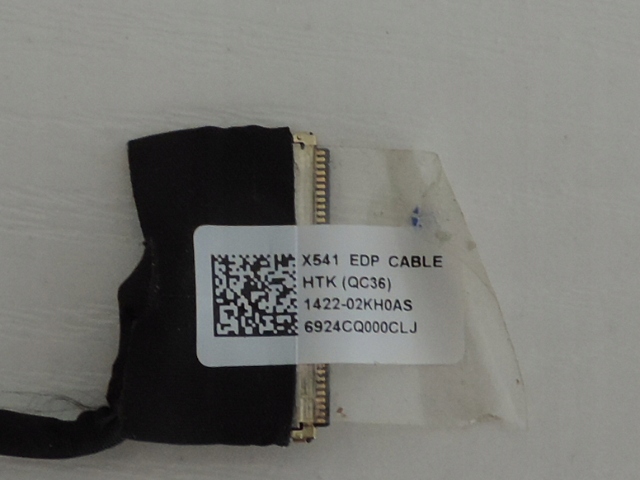 X541 EDP CABLE
HTK (QC36)
1422-02KH0AS
6924CQ000CLJ